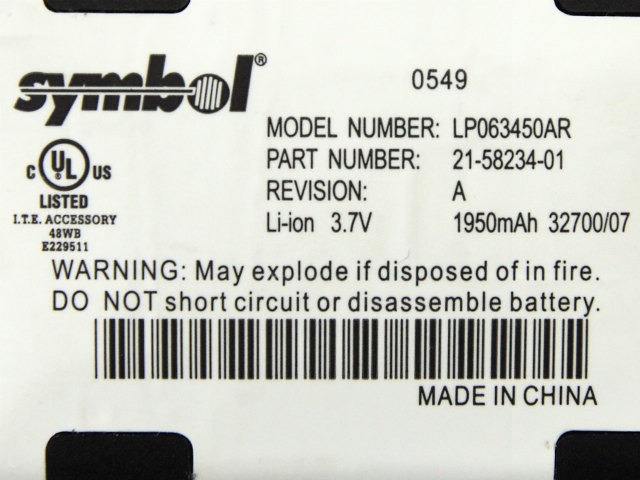 symbol®
0549
MODEL NUMBER: LP063450AR
PART NUMBER: 21-58234-01
REVISION: A
Li-ion 3.7V 1950mAh 32700/07
C UL US
LISTED
I.T.E. ACCESSORY
48WB
E229511
WARNING: May explode if disposed of in fire.
DO NOT short circuit or disassemble battery.
MADE IN CHINA